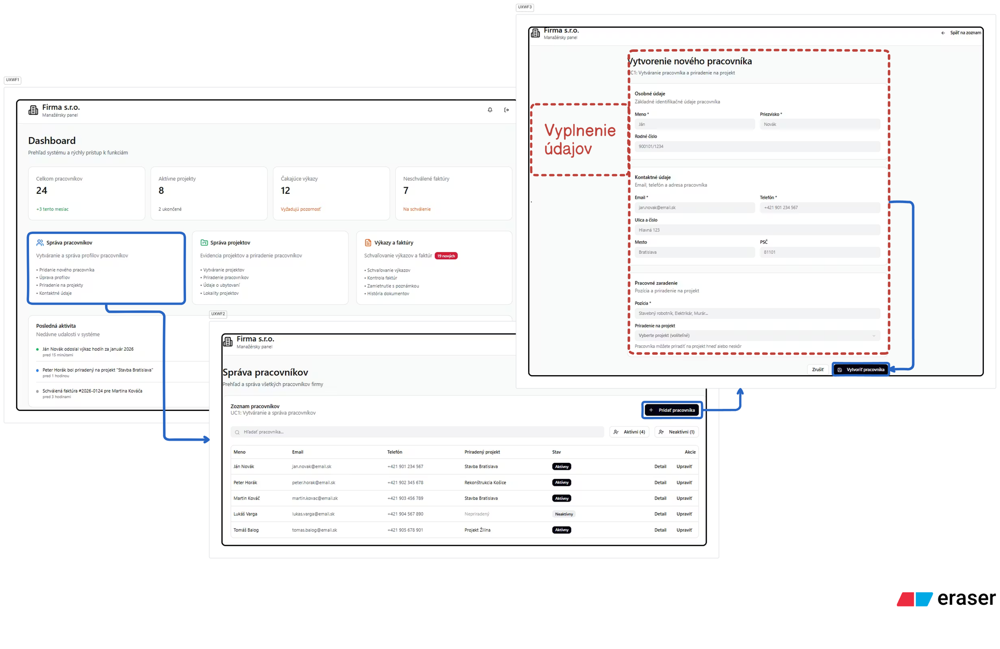 UXWF1
Firma s.r.o.
Manažérsky panel
Dashboard
Prehľad systému a rýchly prístup k funkciám
Celkom pracovníkov
24
+3 tento mesiac
Aktívne projekty
8
2 ukončené
Čakajúce výkazy
12
Vyžadujú pozornosť
Neschválené faktúry
7
Na schválenie
Správa pracovníkov
Vytváranie a správa profilov pracovníkov
• Pridanie nového pracovníka
• Úprava profilov
• Priradenie na projekty
• Kontaktné údaje
Správa projektov
Evidencia projektov a priradenie pracovníkov
• Vytváranie projektov
• Priradenie pracovníkov
• Údaje o ubytovaní
• Lokality projektov
Výkazy a faktúry
Schvaľovanie výkazov a faktúr 19 nových
• Schvaľovanie výkazov
• Kontrola faktúr
• Zamietnutie s poznámkou
• História dokumentov
Posledná aktivita
Nedávne udalosti v systéme
Ján Novák odoslal výkaz hodín za január 2026
pred 15 minútami
Peter Horák bol priradený na projekt "Stavba Bratislava"
pred 1 hodinou
Schválená faktúra #2026-0124 pre Martina Kováča
pred 3 hodinami
UXWF2
Firma s.r.o.
Manažérsky panel
Správa pracovníkov
Prehľad a správa všetkých pracovníkov firmy
Zoznam pracovníkov
UC1: Vytváranie a správa pracovníkov
+ Pridať pracovníka
Hľadať pracovníka...
Aktívni (4)
Neaktívni (1)
Meno Email Telefón Priradený projekt Stav Akcie
Ján Novák jan.novak@email.sk +421 901 234 567 Stavba Bratislava Aktívny Detail Upraviť
Peter Horák peter.horak@email.sk +421 902 345 678 Rekonštrukcia Košice Aktívny Detail Upraviť
Martin Kováč martin.kovac@email.sk +421 903 456 789 Stavba Bratislava Aktívny Detail Upraviť
Lukáš Varga lukas.varga@email.sk +421 904 567 890 Nepriradený Neaktívny Detail Upraviť
Tomáš Balog tomas.balog@email.sk +421 905 678 901 Projekt Žilina Aktívny Detail Upraviť
UXWF3
Firma s.r.o.
Manažérsky panel
Späť na zoznam
Vyplnenie
údajov
Vytvorenie nového pracovníka
UC1: Vytváranie pracovníka a priradenie na projekt
Osobné údaje
Základné identifikačné údaje pracovníka
Meno * Priezvisko *
Ján Novák
Rodné číslo
900101/1234
Kontaktné údaje
Email, telefón a adresa pracovníka
Email * Telefón *
jan.novak@email.sk +421 901 234 567
Ulica a číslo
Hlavná 123
Mesto PSČ
Bratislava 81101
Pracovné zaradenie
Pozícia a priradenie na projekt
Pozícia *
Stavebný robotník, Elektrikár, Murár...
Priradenie na projekt
Vyberte projekt (voliteľné)
Pracovníka môžete priradiť na projekt hneď alebo neskôr
Zrušiť
Vytvoriť pracovníka
eraser